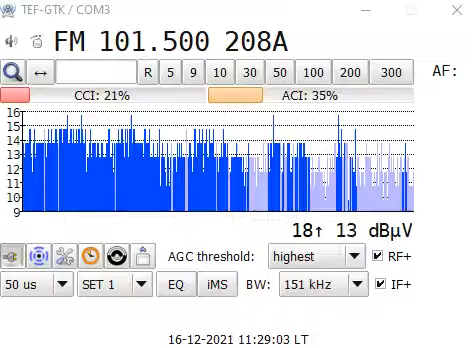 TEF-GTK / COM3
FM 101.500 208A
↔ R 5 9 10 30 50 100 200 300 AF:
CCI: 21% ACI: 35%
16
15
14
13
12
11
10
9
18↑ 13 dBµV
AGC threshold: highest RF+
50 us SET 1 EQ iMS BW: 151 kHz IF+
16-12-2021 11:29:03 LT